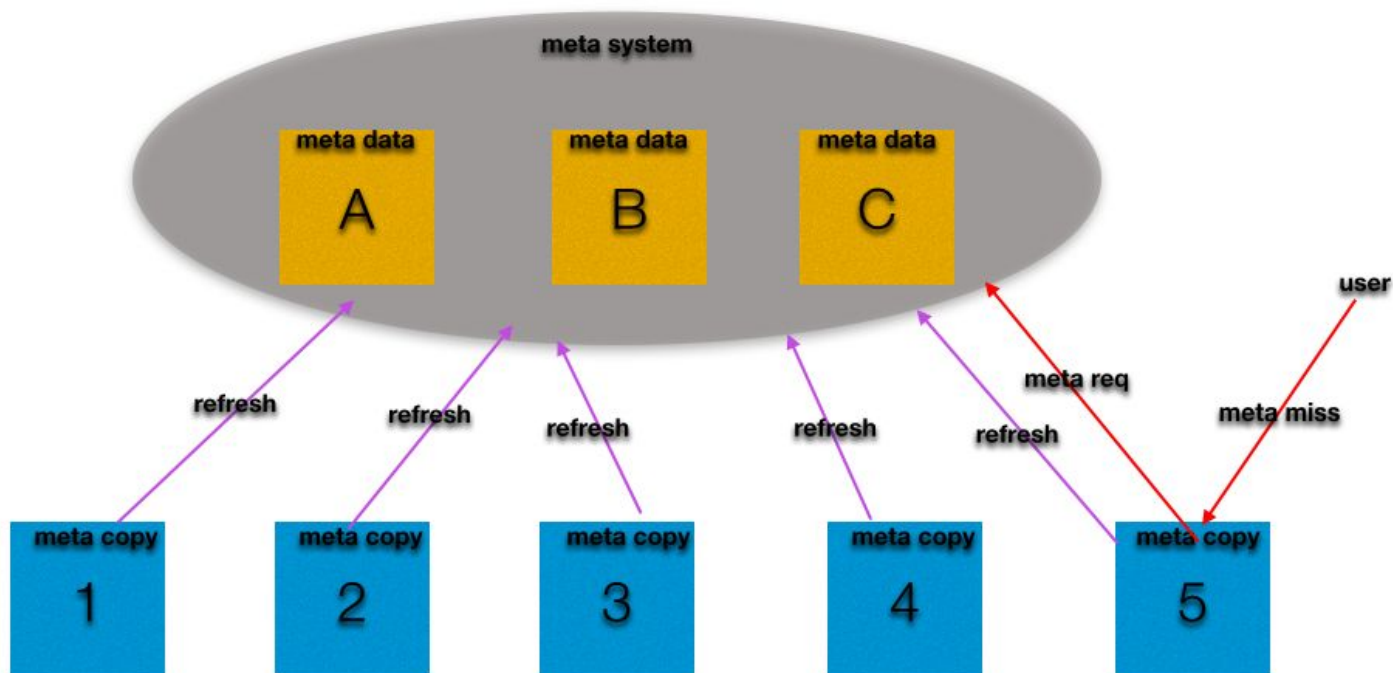 meta system
meta data
meta data
meta data
A
B
C
user
refresh
refresh
refresh
refresh
refresh
meta req
meta miss
meta copy
meta copy
meta copy
meta copy
meta copy
1
2
3
4
5